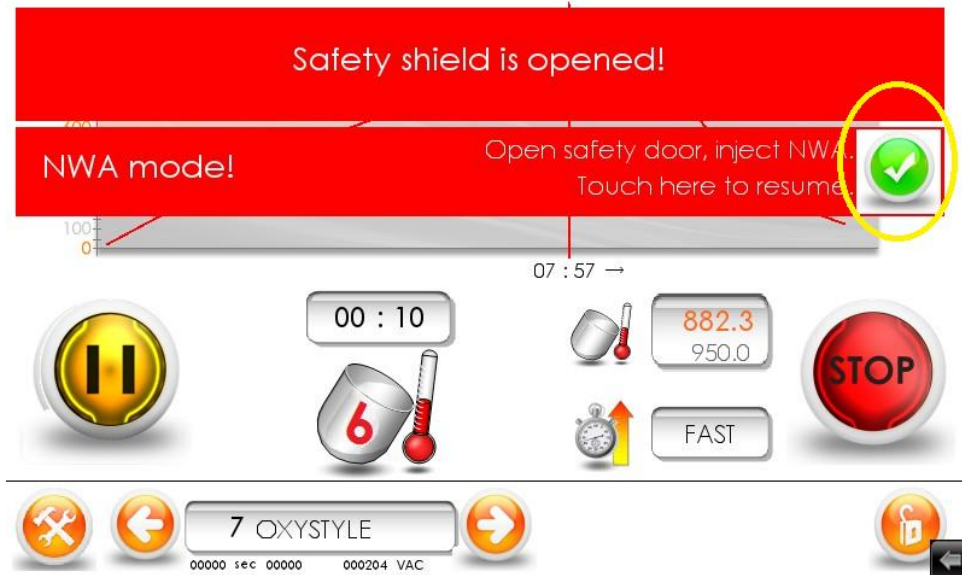 Safety shield is opened!
NWA mode!
Open safety door, inject NWA.
Touch here to resume.
100
0
07 : 57 →
00 : 10
882.3
950.0
STOP
6
FAST
7 OXYSTYLE
00000 sec 00000 000204 VAC